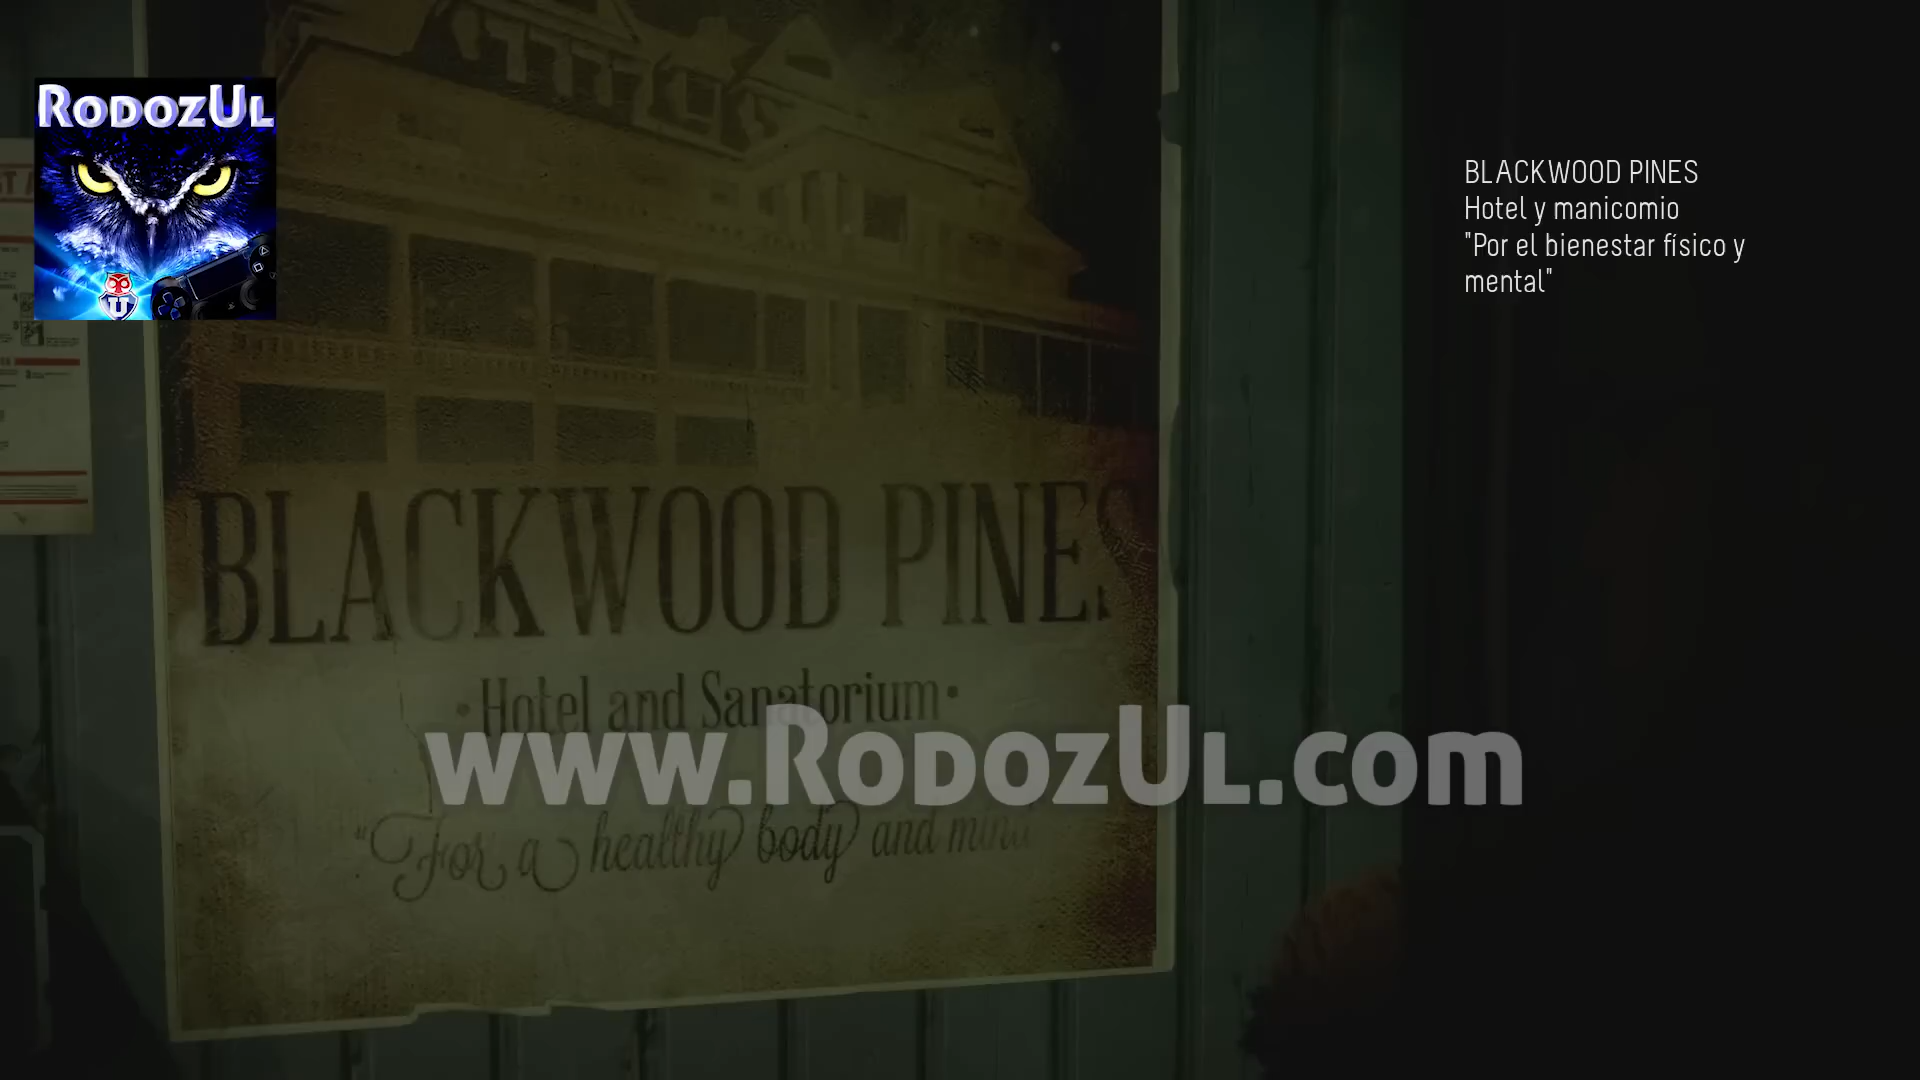 RODOZUL
BLACKWOOD PINES
Hotel y manicomio
"Por el bienestar físico y
mental"
BLACKWOOD PINES
·Hotel and Sanatorium·
www.RodozUl.com
"For a healthy body and mind